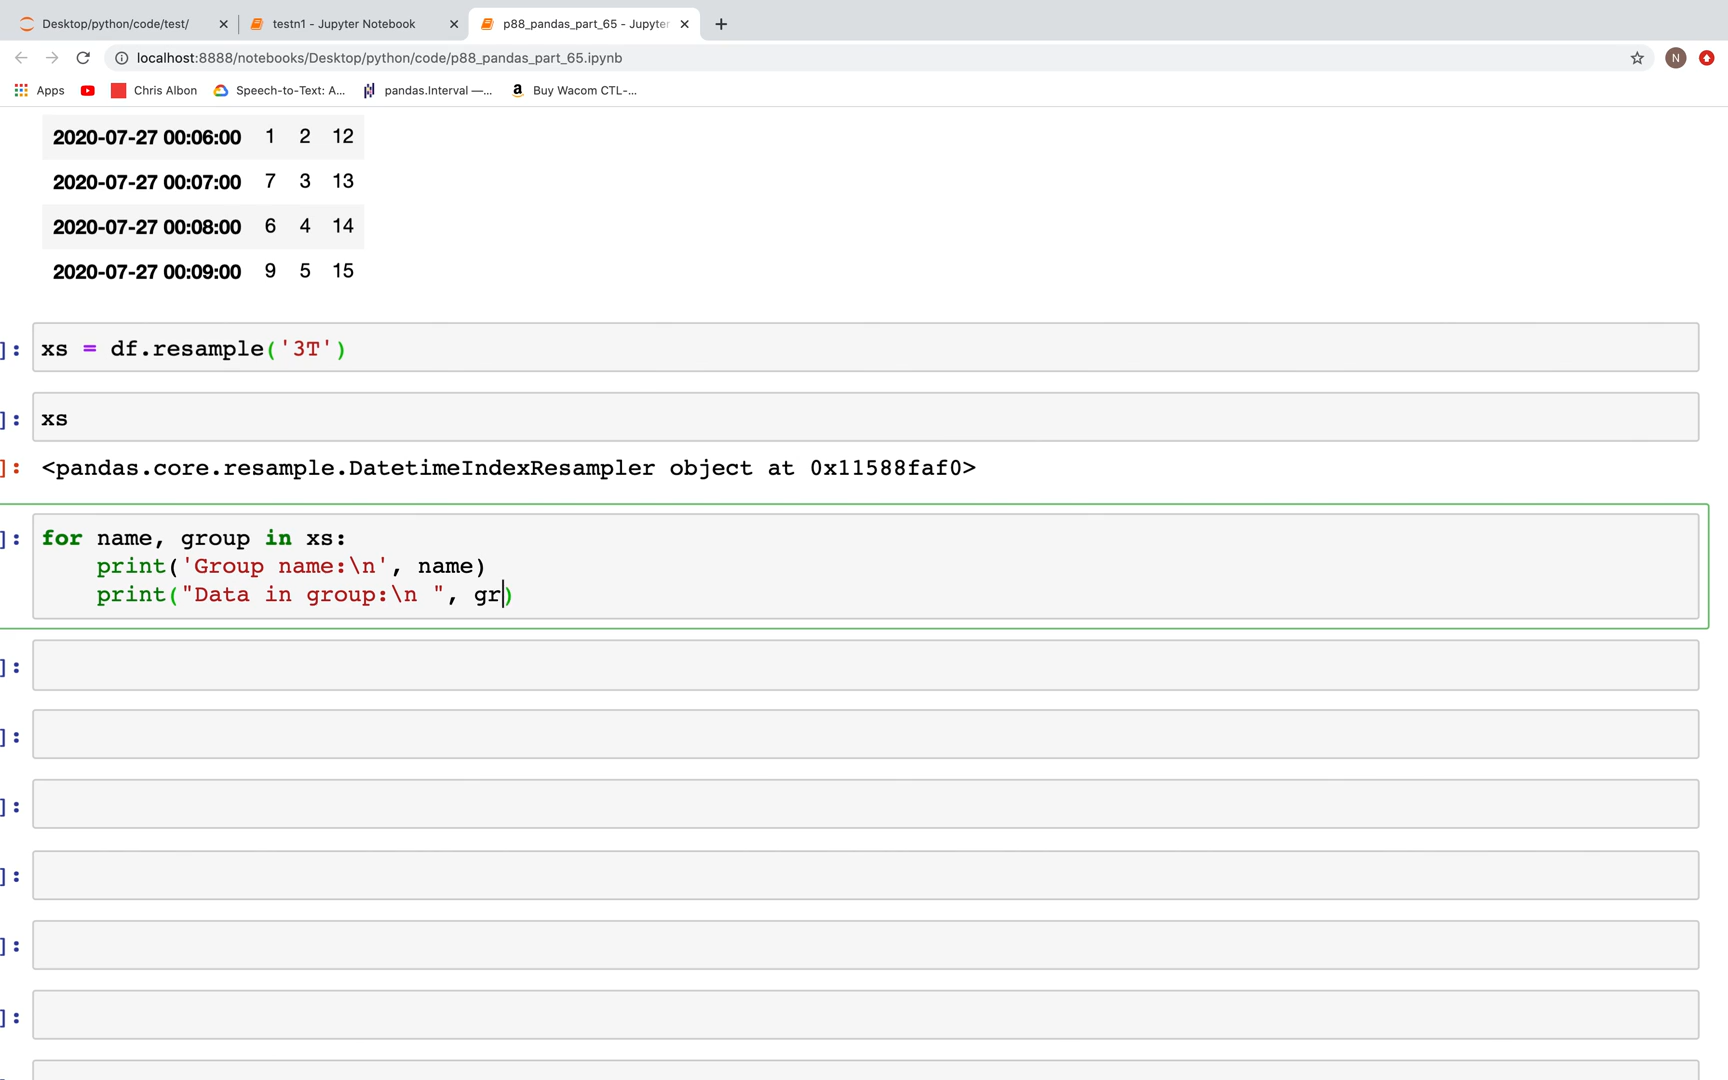 Desktop/python/code/test/
testn1 - Jupyter Notebook
p88_pandas_part_65 - Jupyter
localhost:8888/notebooks/Desktop/python/code/p88_pandas_part_65.ipynb
N
Apps
Chris Albon
Speech-to-Text: A...
pandas.Interval —...
a Buy Wacom CTL-...
2020-07-27 00:06:00 1 2 12
2020-07-27 00:07:00 7 3 13
2020-07-27 00:08:00 6 4 14
2020-07-27 00:09:00 9 5 15
]: xs = df.resample('3T')
]: xs
]: <pandas.core.resample.DatetimeIndexResampler object at 0x11588faf0>
]: for name, group in xs:
print('Group name:\n', name)
print("Data in group:\n ", gr)
]:
]:
]:
]:
]:
]: